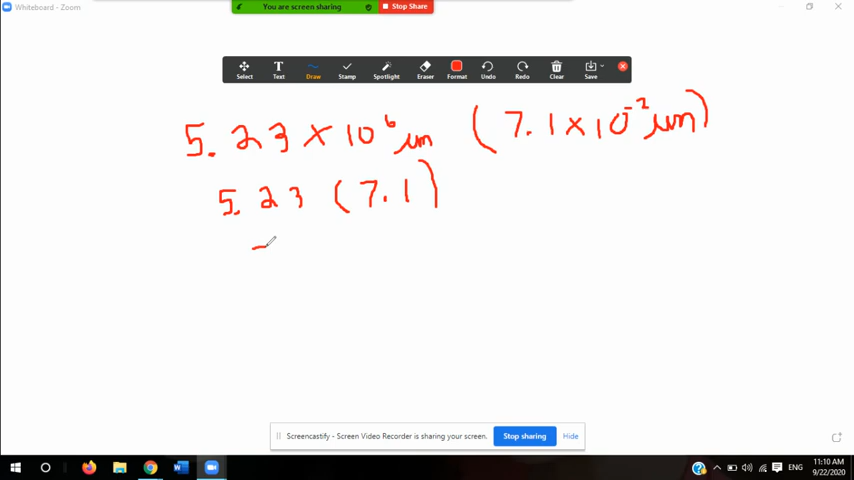 Whiteboard - Zoom
You are screen sharing Stop Share
Select Text Draw Stamp Spotlight Eraser Format Undo Redo Clear Save
5.23 × 10⁶ µm (7.1 × 10⁻² µm)
5.23 (7.1)
Screencastify - Screen Video Recorder is sharing your screen. Stop sharing Hide
ENG 11:10 AM
9/22/2020